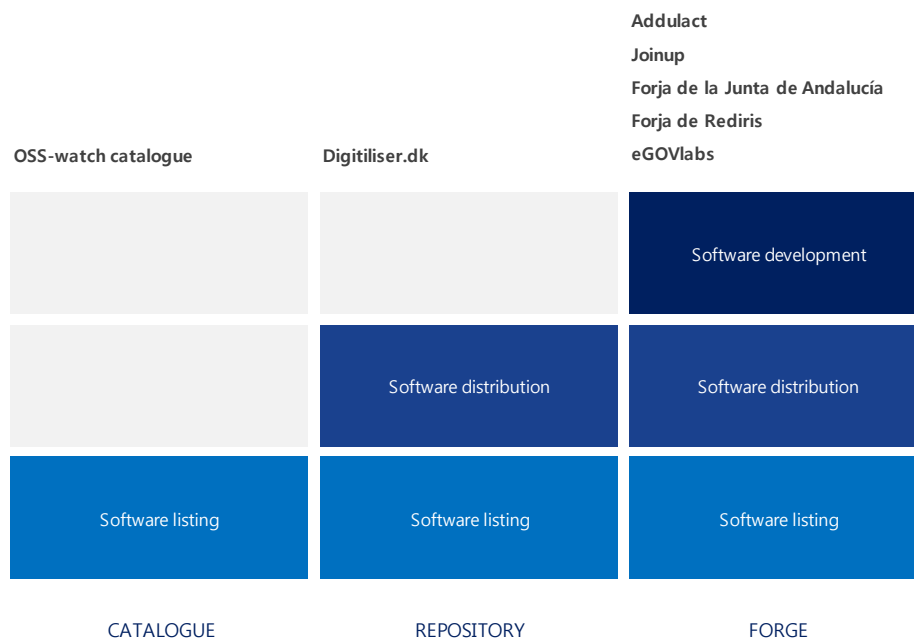 Addulact
Joinup
Forja de la Junta de Andalucía
Forja de Rediris
OSS-watch catalogue
Digitiliser.dk
eGOVlabs
Software development
Software distribution
Software distribution
Software listing
Software listing
Software listing
CATALOGUE
REPOSITORY
FORGE